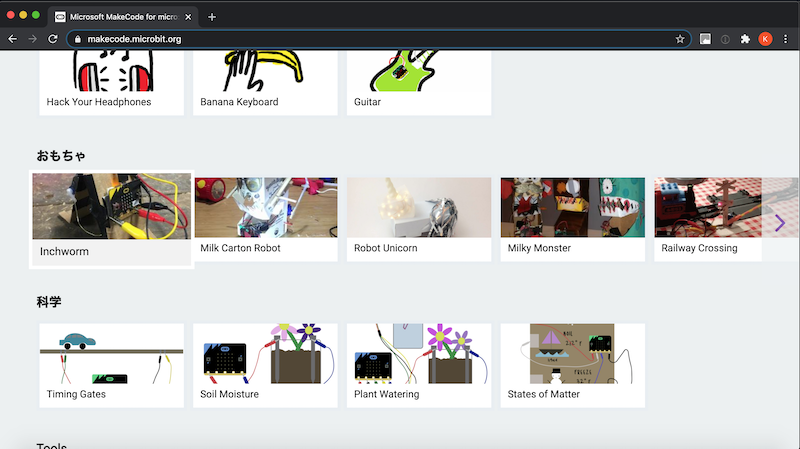 Microsoft MakeCode for micro
makecode.microbit.org
K
Hack Your Headphones
Banana Keyboard
Guitar
おもちゃ
Inchworm
Milk Carton Robot
Robot Unicorn
Milky Monster
Railway Crossing
科学
Timing Gates
Soil Moisture
Plant Watering
States of Matter
Tools